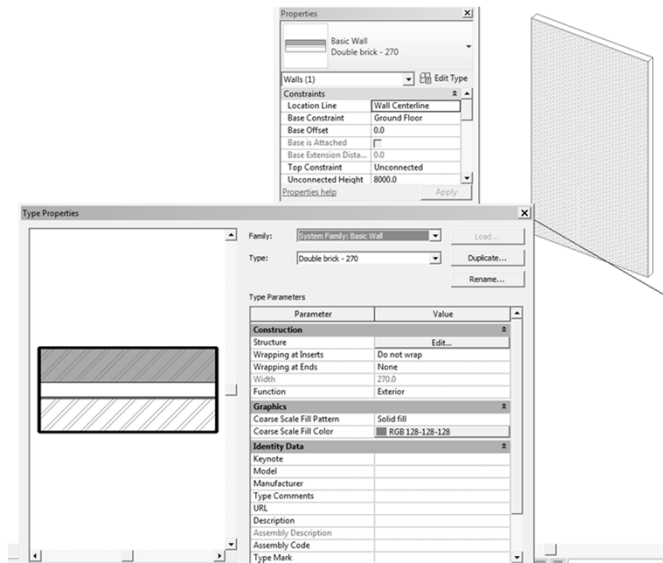 Properties
Basic Wall
Double brick - 270
Walls (1)
Edit Type
Constraints
Location Line Wall Centerline
Base Constraint Ground Floor
Base Offset 0.0
Base is Attached
Base Extension Dista... 0.0
Top Constraint Unconnected
Unconnected Height 8000.0
Properties help Apply
Type Properties
Family: System Family: Basic Wall Load...
Type: Double brick - 270 Duplicate...
Rename...
Type Parameters
Parameter Value
Construction
Structure Edit...
Wrapping at Inserts Do not wrap
Wrapping at Ends None
Width 270.0
Function Exterior
Graphics
Coarse Scale Fill Pattern Solid fill
Coarse Scale Fill Color RGB 128-128-128
Identity Data
Keynote
Model
Manufacturer
Type Comments
URL
Description
Assembly Description
Assembly Code
Type Mark